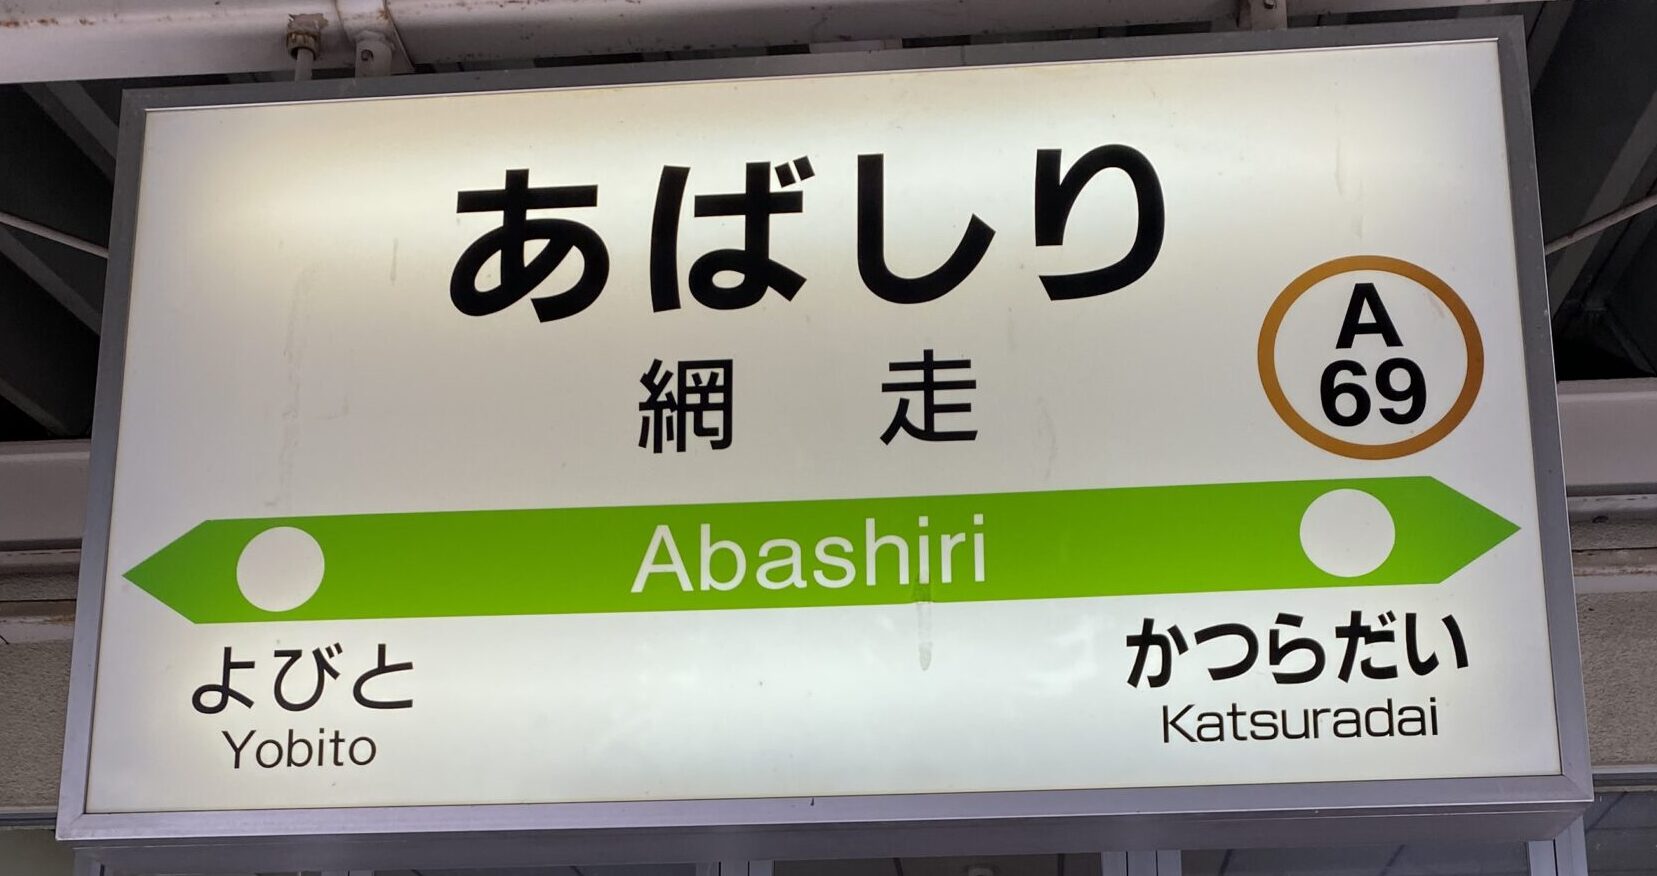 あばしり
網走
A
69
Abashiri
よびと
Yobito
かつらだい
Katsuradai